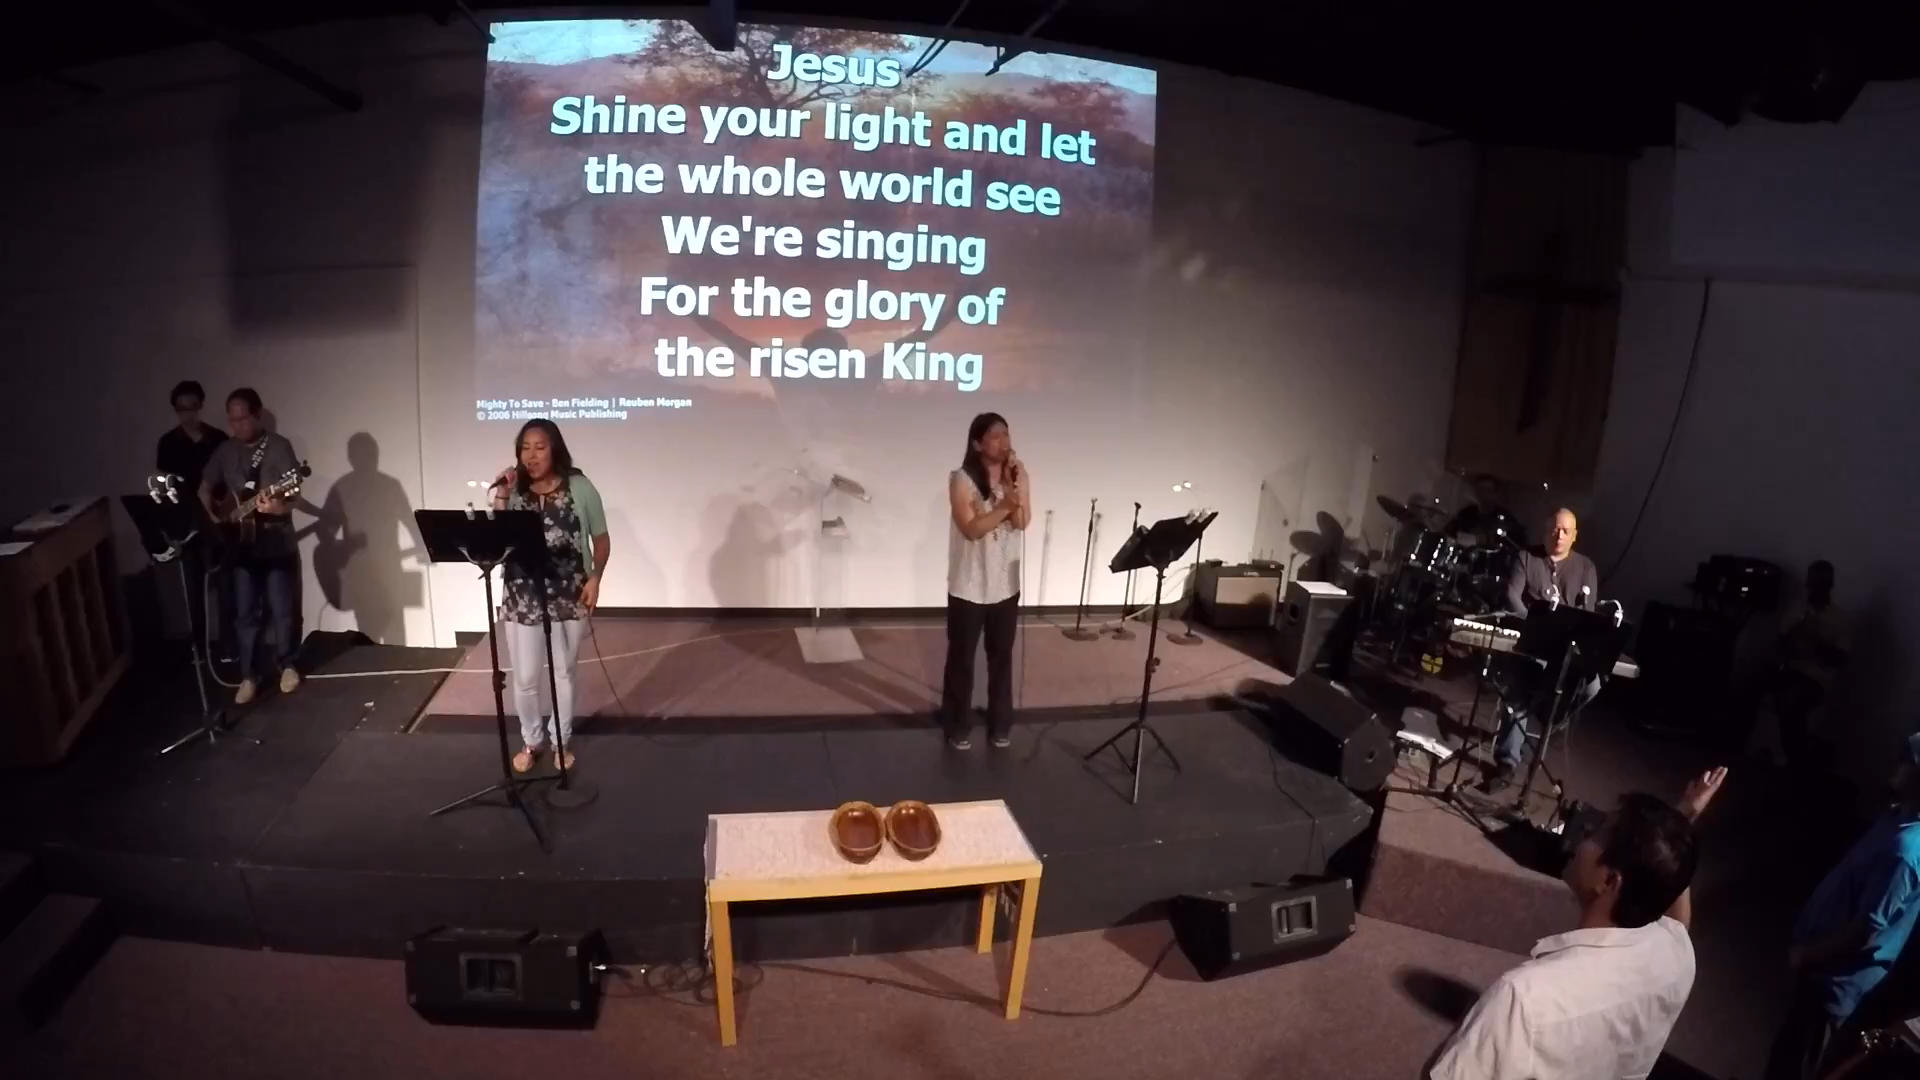 Jesus
Shine your light and let
the whole world see
We're singing
For the glory of
the risen King
Mighty To Save - Ben Fielding | Reuben Morgan
© 2006 Hillsong Music Publishing